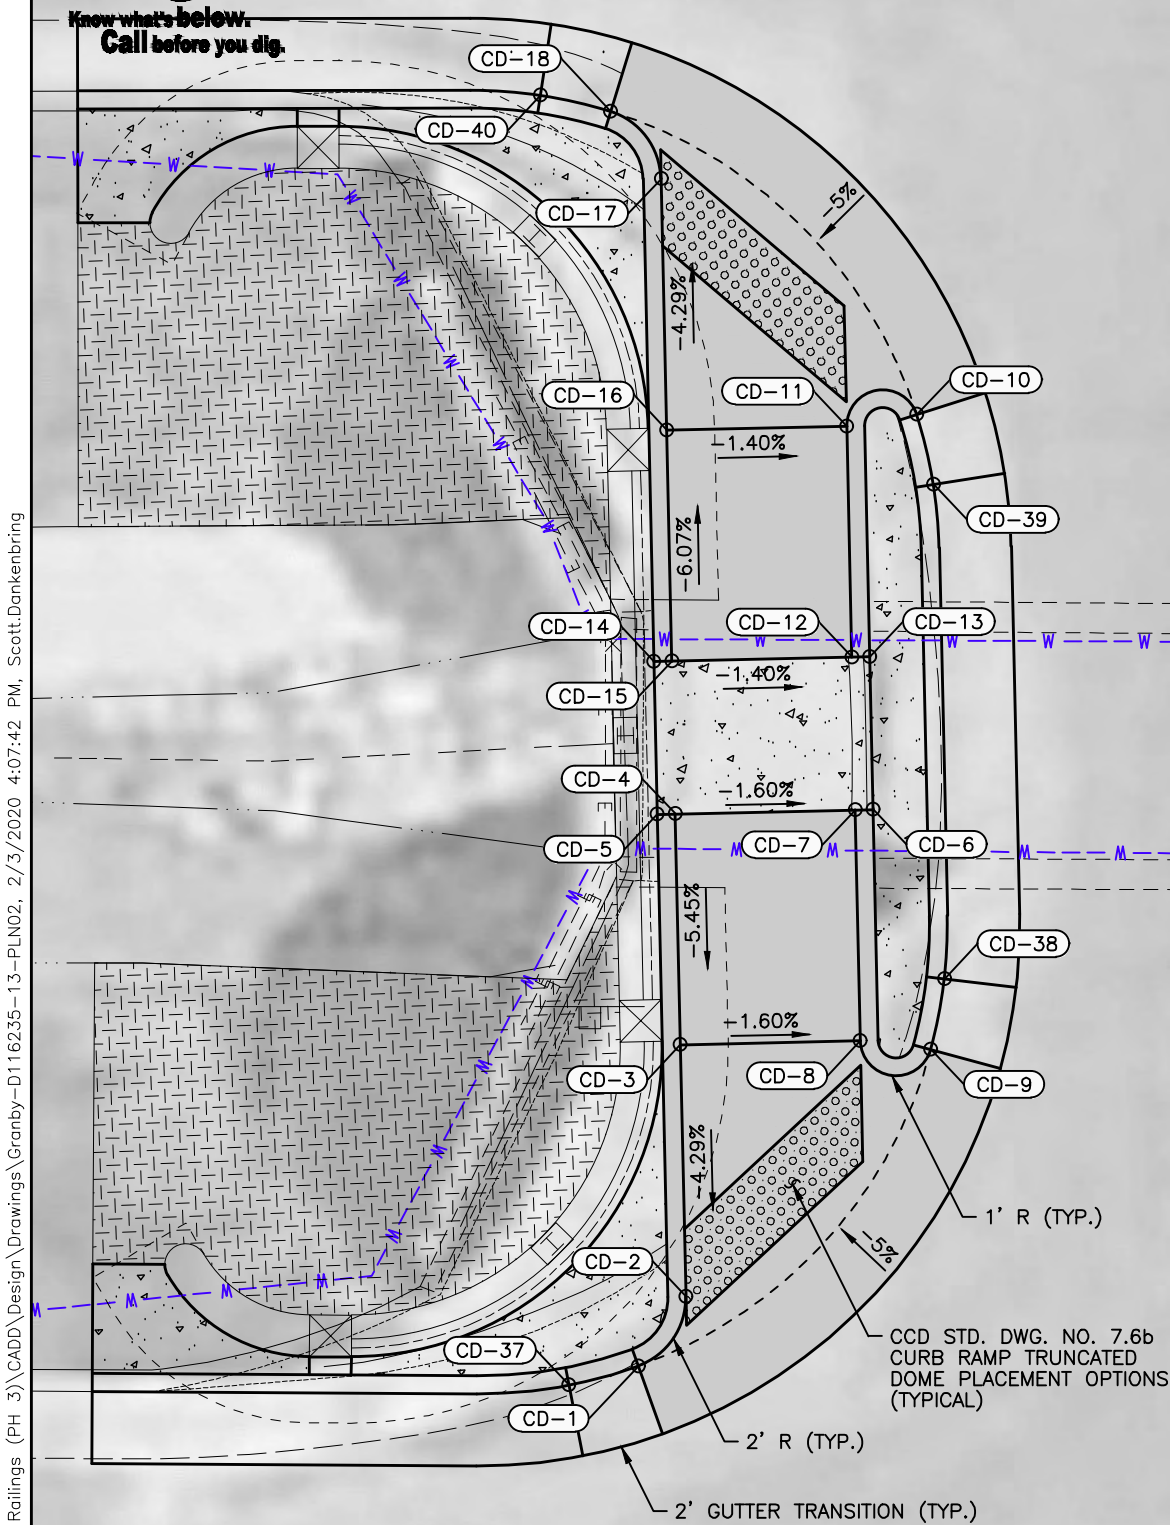 Know what's below.
Call before you dig.
CD-18
CD-40
CD-17
-5%
-4.29%
CD-16
CD-11
CD-10
-1.40%
CD-39
-6.07%
CD-14
CD-12
CD-13
W
CD-15
-1.40%
CD-4
-1.60%
CD-5
CD-7
CD-6
-5.45%
CD-38
-1.60%
CD-3
CD-8
CD-9
-4.29%
1' R (TYP.)
CD-2
-5%
CCD STD. DWG. NO. 7.6b
CURB RAMP TRUNCATED
DOME PLACEMENT OPTIONS
(TYPICAL)
CD-37
CD-1
2' R (TYP.)
2' GUTTER TRANSITION (TYP.)
Railings (PH 3)\CADD\Design\Drawings\Granby-D116235-13-PLN02, 2/3/2020 4:07:42 PM, Scott.Dankenbring